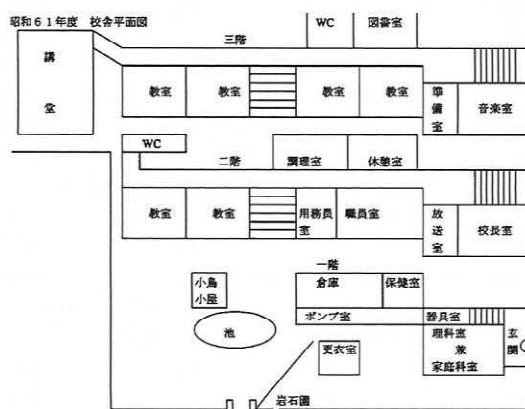 昭和61年度 校舎平面図
WC
図書室
三階
講堂
教室
教室
教室
教室
準備室
音楽室
WC
二階
調理室
休憩室
教室
教室
用務員室
職員室
放送室
校長室
一階
小鳥小屋
倉庫
保健室
ポンプ室
器具室
池
理科室
兼
家庭科室
玄関
更衣室
岩石園